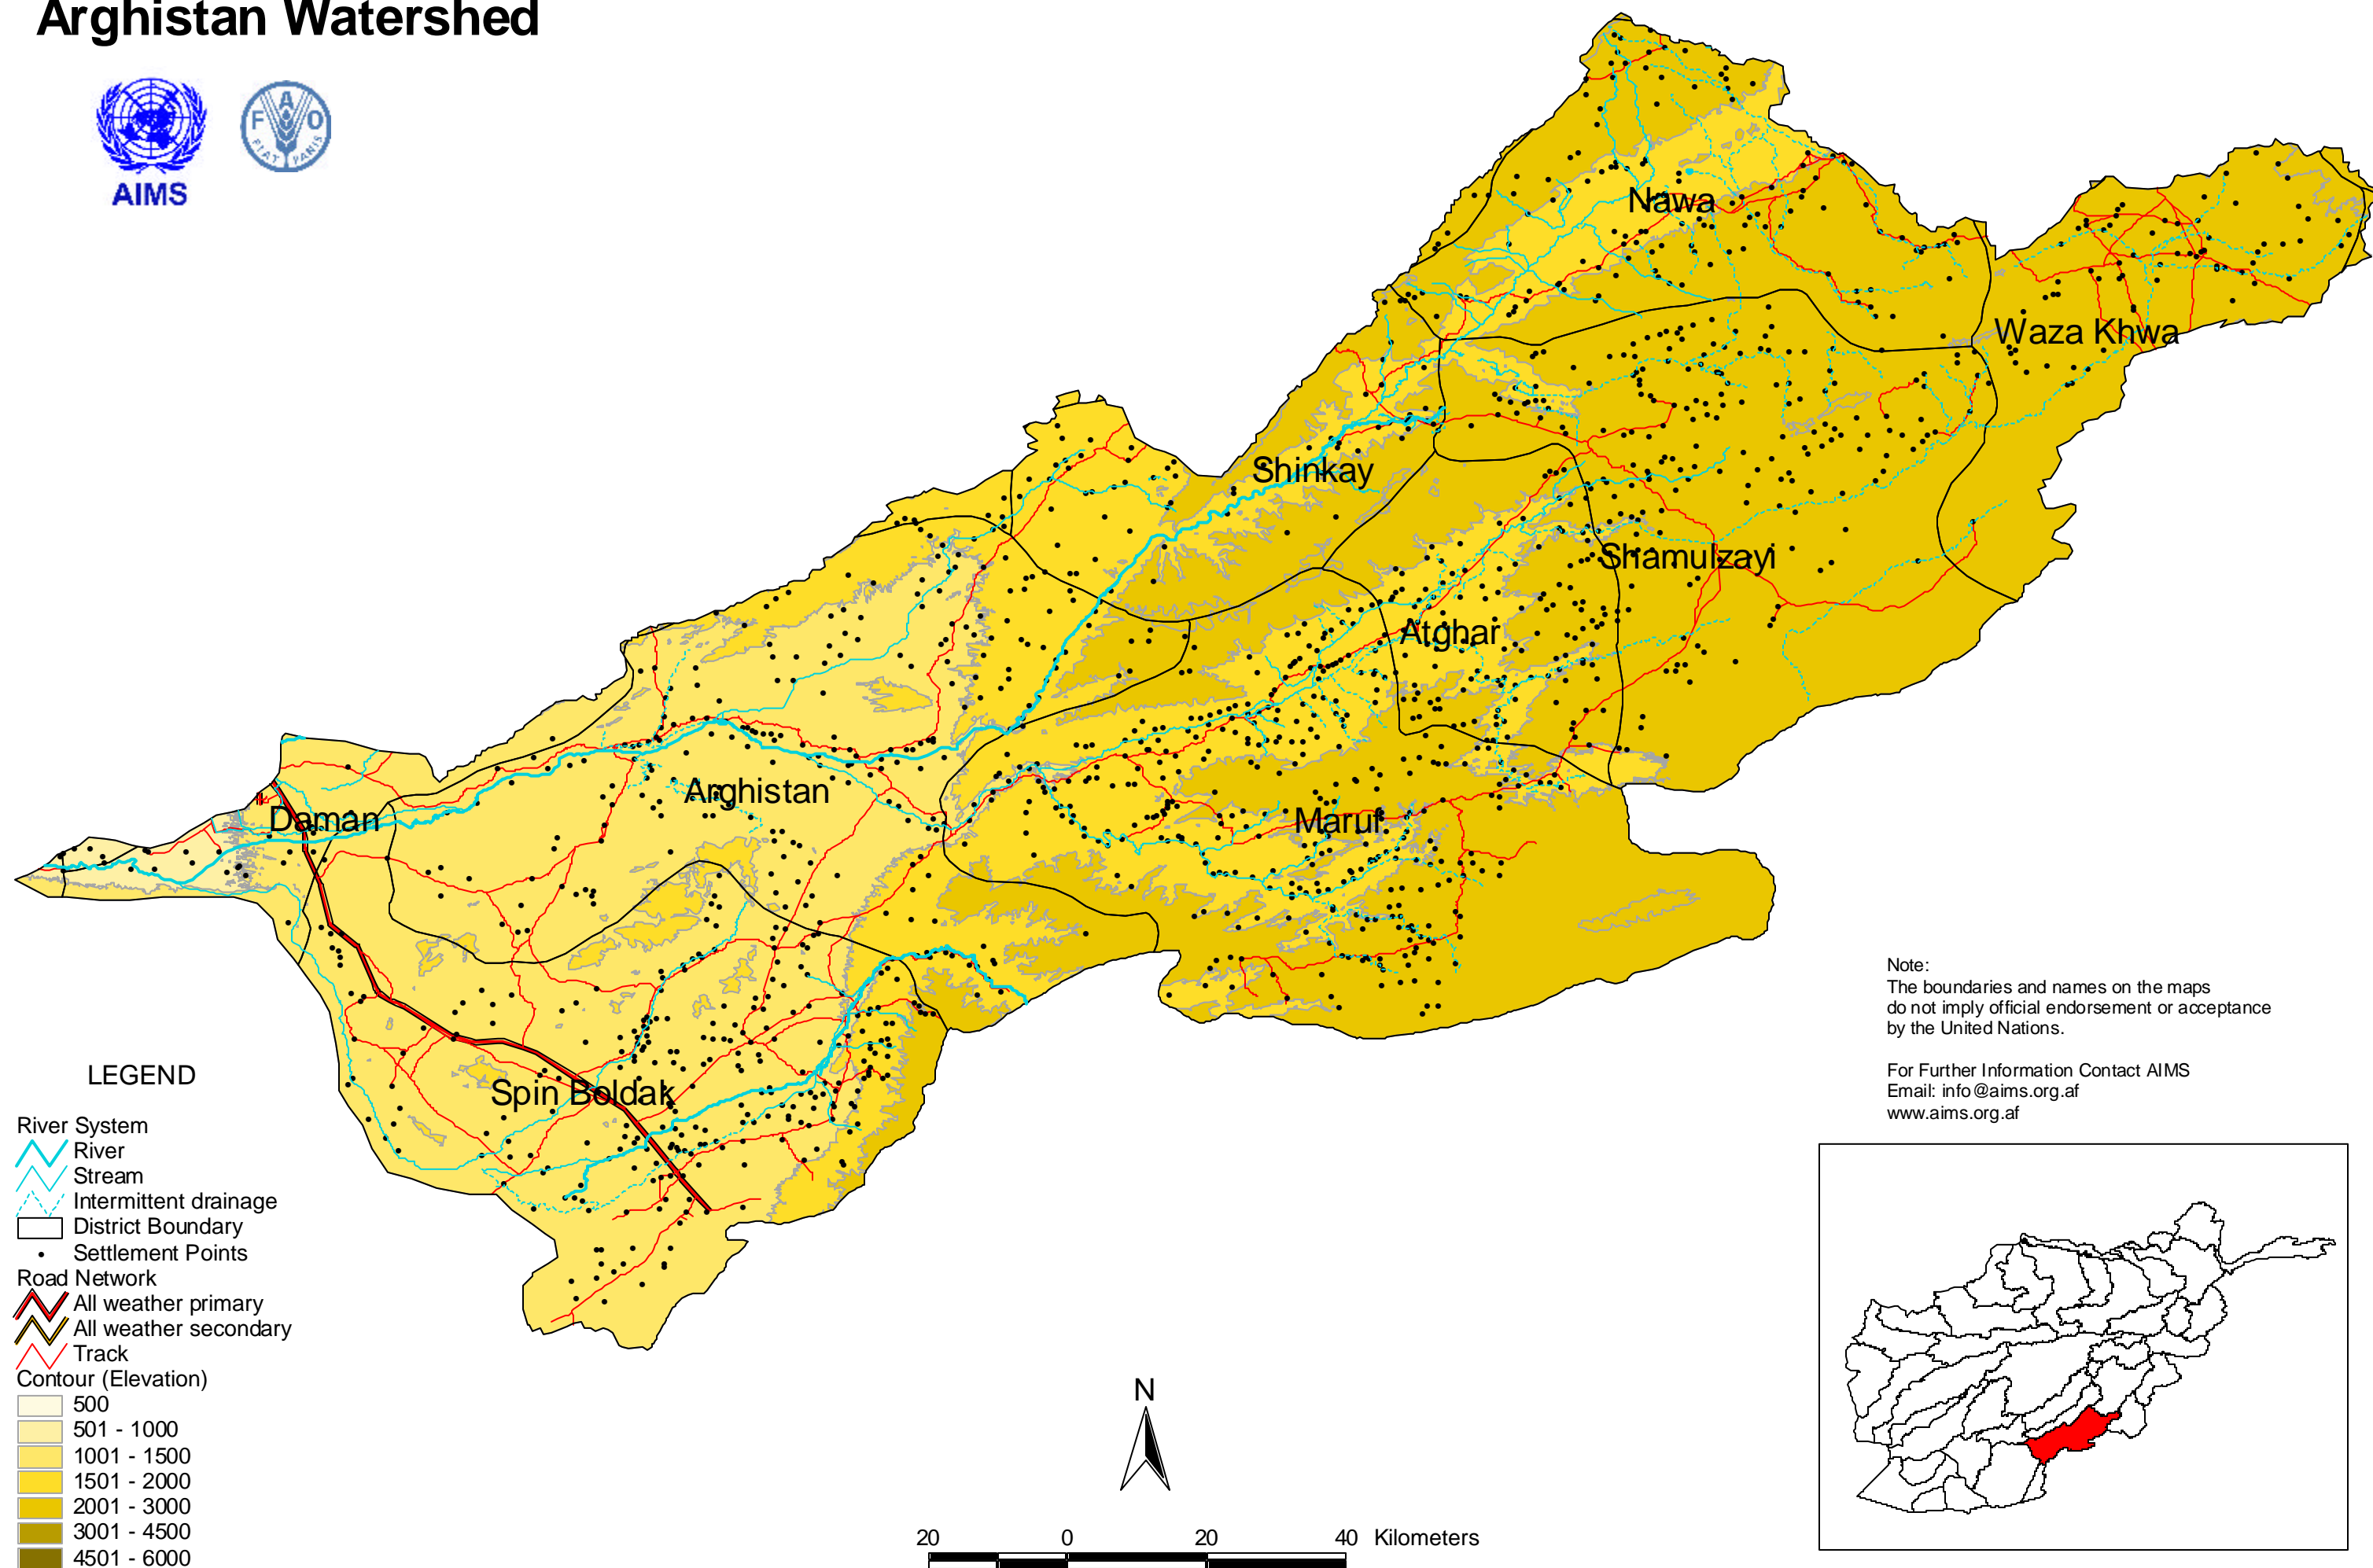 Arghistan Watershed
AIMS
F A O
FIAT PANIS
Nawa
Waza Khwa
Shinkay
Shamulzayi
Atghar
Arghistan
Daman
Maruf
Spin Boldak
Note:
The boundaries and names on the maps
do not imply official endorsement or acceptance
by the United Nations.
For Further Information Contact AIMS
Email: info@aims.org.af
www.aims.org.af
LEGEND
River System
River
Stream
Intermittent drainage
District Boundary
Settlement Points
Road Network
All weather primary
All weather secondary
Track
Contour (Elevation)
500
501 - 1000
1001 - 1500
1501 - 2000
2001 - 3000
3001 - 4500
4501 - 6000
N
20 0 20 40 Kilometers